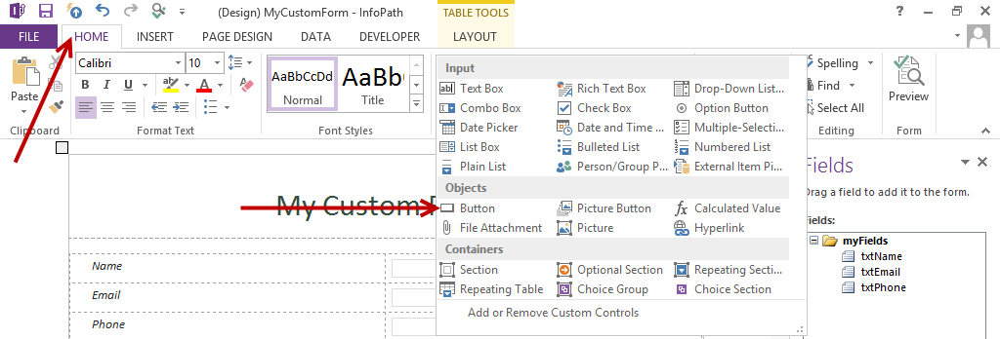 (Design) MyCustomForm - InfoPath
TABLE TOOLS
FILE HOME INSERT PAGE DESIGN DATA DEVELOPER LAYOUT
Paste
Clipboard
Calibri 10
B I U ab A
Format Text
AaBbCcDd
Normal
AaBbC
Title
Font Styles
Input
Text Box Rich Text Box Drop-Down List...
Combo Box Check Box Option Button
Date Picker Date and Time ... Multiple-Selecti...
List Box Bulleted List Numbered List
Plain List Person/Group P... External Item Pi...
Objects
Button Picture Button fx Calculated Value
File Attachment Picture Hyperlink
Containers
Section Optional Section Repeating Secti...
Repeating Table Choice Group Choice Section
Add or Remove Custom Controls
Spelling
Find
Select All
Editing
Preview
Form
My Custom F
Name
Email
Phone
Fields
Drag a field to add it to the form.
Fields:
myFields
txtName
txtEmail
txtPhone